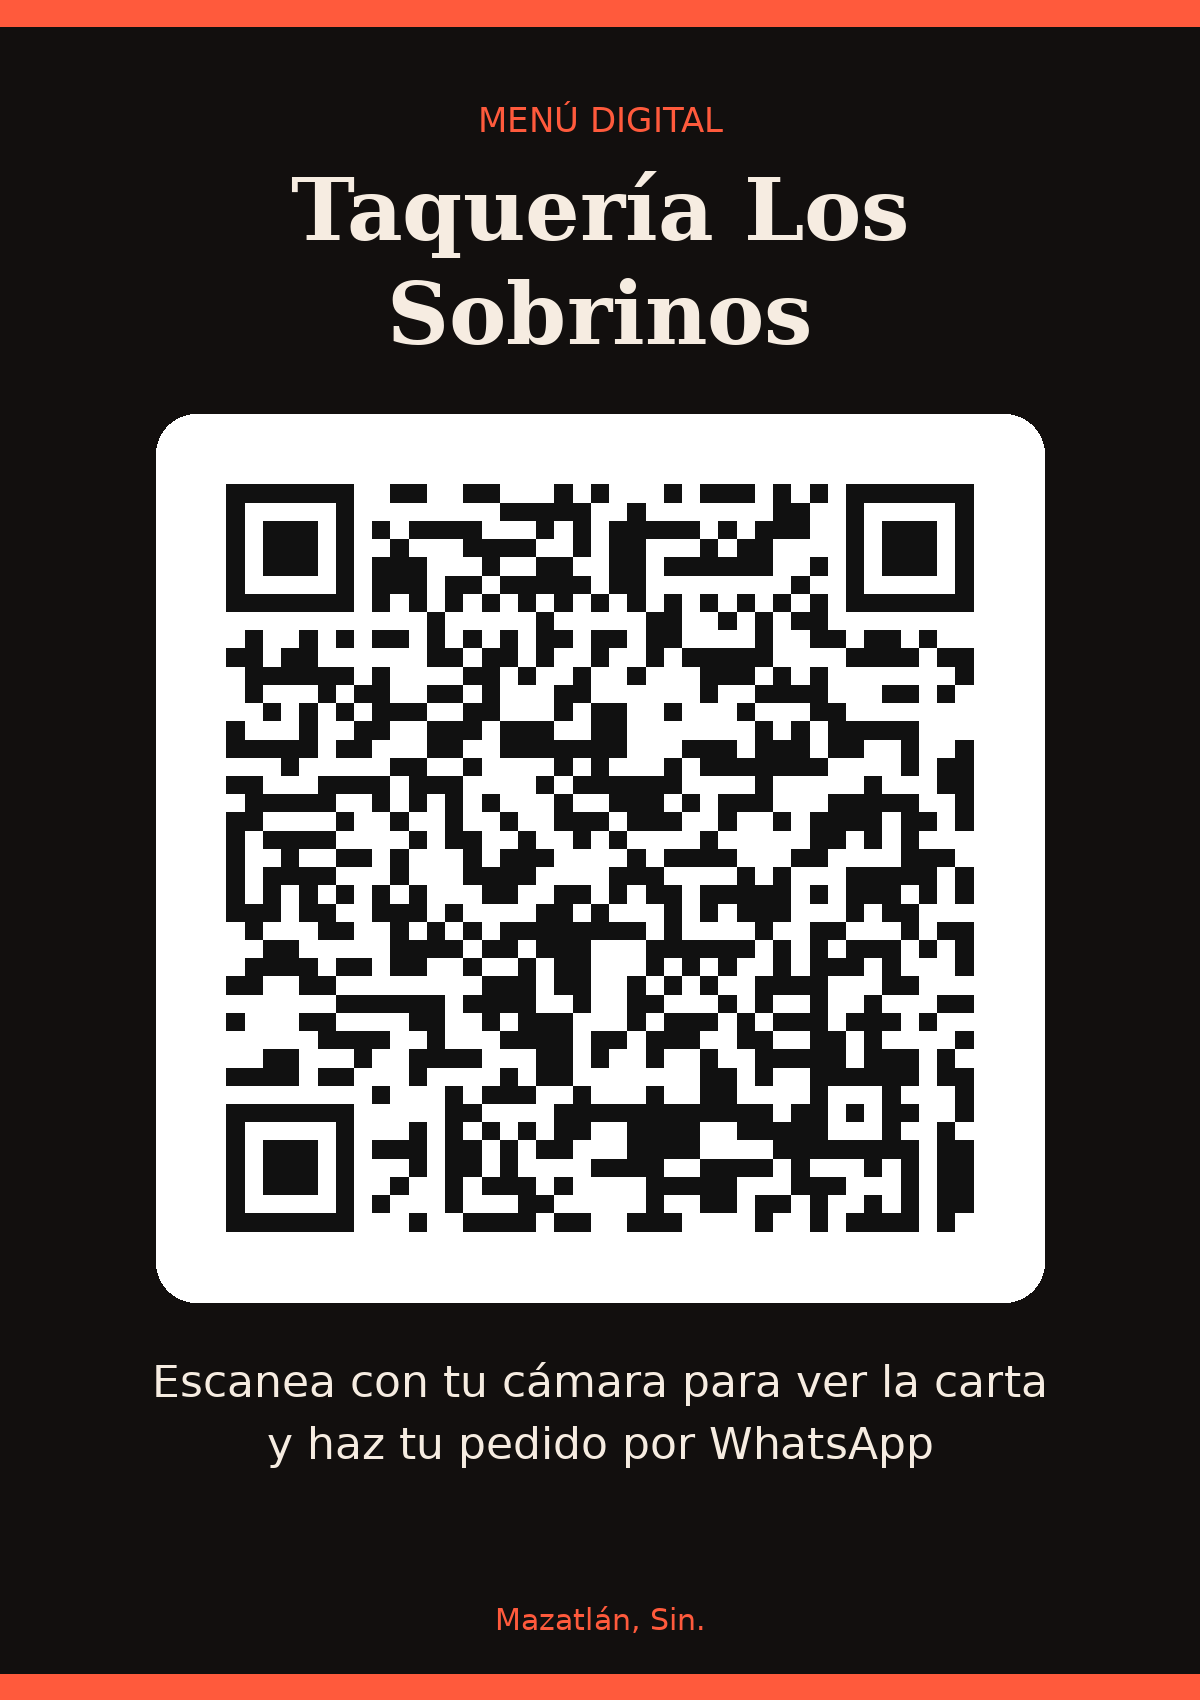 MENÚ DIGITAL
Taquería Los
Sobrinos
Escanea con tu cámara para ver la carta
y haz tu pedido por WhatsApp
Mazatlán, Sin.